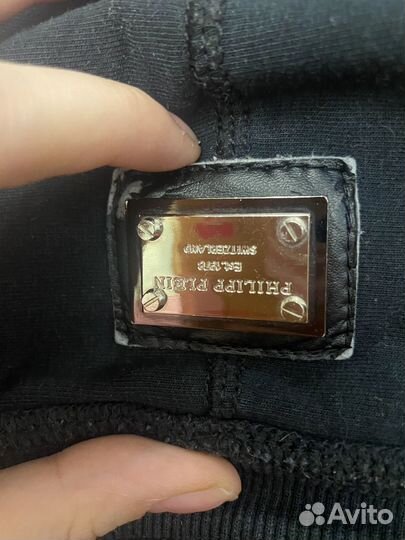 PHILIPP PLEIN
Est. 1978
SWITZERLAND
Avito